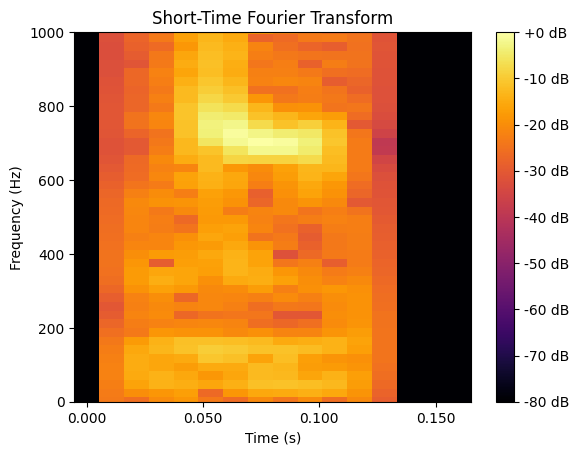 Short-Time Fourier Transform
1000
800
600
400
200
0
Frequency (Hz)
0.000
0.050
0.100
0.150
Time (s)
+0 dB
-10 dB
-20 dB
-30 dB
-40 dB
-50 dB
-60 dB
-70 dB
-80 dB